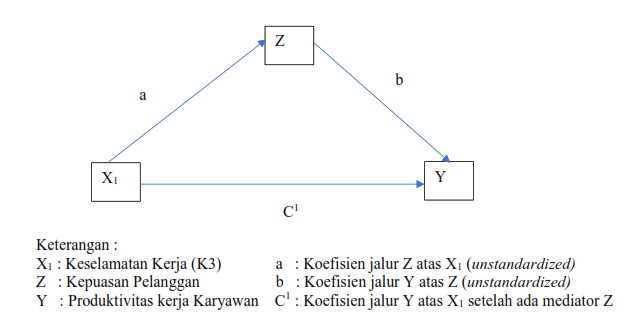 Z
a
b
X₁
Y
C¹
Keterangan :
X₁ : Keselamatan Kerja (K3) a : Koefisien jalur Z atas X₁ (unstandardized)
Z : Kepuasan Pelanggan b : Koefisien jalur Y atas Z (unstandardized)
Y : Produktivitas kerja Karyawan C¹ : Koefisien jalur Y atas X₁ setelah ada mediator Z